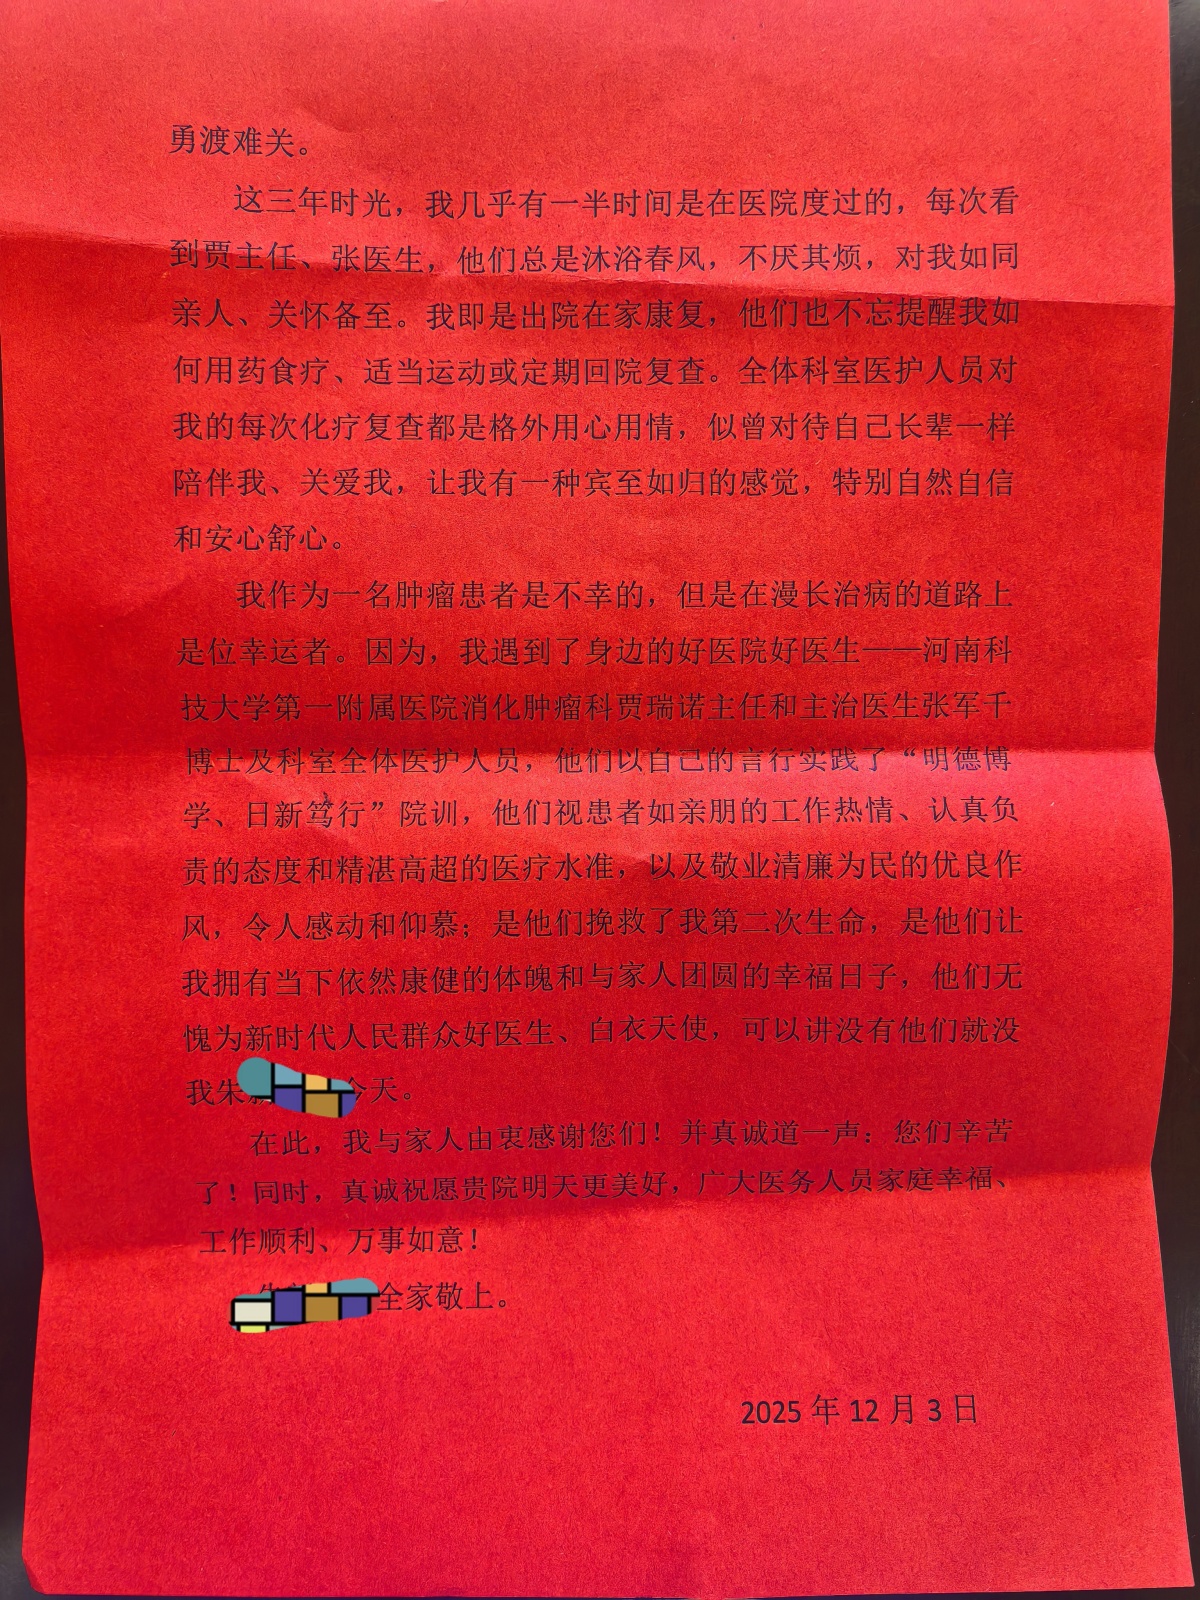 勇渡难关。
这三年时光，我几乎有一半时间是在医院度过的，每次看
到贾主任、张医生，他们总是沐浴春风，不厌其烦，对我如同
亲人、关怀备至。我即是出院在家康复，他们也不忘提醒我如
何用药食疗、适当运动或定期回院复查。全体科室医护人员对
我的每次化疗复查都是格外用心用情，似曾对待自己长辈一样
陪伴我、关爱我，让我有一种宾至如归的感觉，特别自然自信
和安心舒心。
我作为一名肿瘤患者是不幸的，但是在漫长治病的道路上
是位幸运者。因为，我遇到了身边的好医院好医生——河南科
技大学第一附属医院消化肿瘤科贾瑞诺主任和主治医生张军千
博士及科室全体医护人员，他们以自己的言行实践了“明德博
学、日新笃行”院训，他们视患者如亲朋的工作热情、认真负
责的态度和精湛高超的医疗水准，以及敬业清廉为民的优良作
风，令人感动和仰慕；是他们挽救了我第二次生命，是他们让
我拥有当下依然康健的体魄和与家人团圆的幸福日子，他们无
愧为新时代人民群众好医生、白衣天使，可以讲没有他们就没
我朱今天。
在此，我与家人由衷感谢您们！并真诚道一声：您们辛苦
了！同时，真诚祝愿贵院明天更美好，广大医务人员家庭幸福、
工作顺利、万事如意！
全家敬上。
2025 年 12 月 3 日